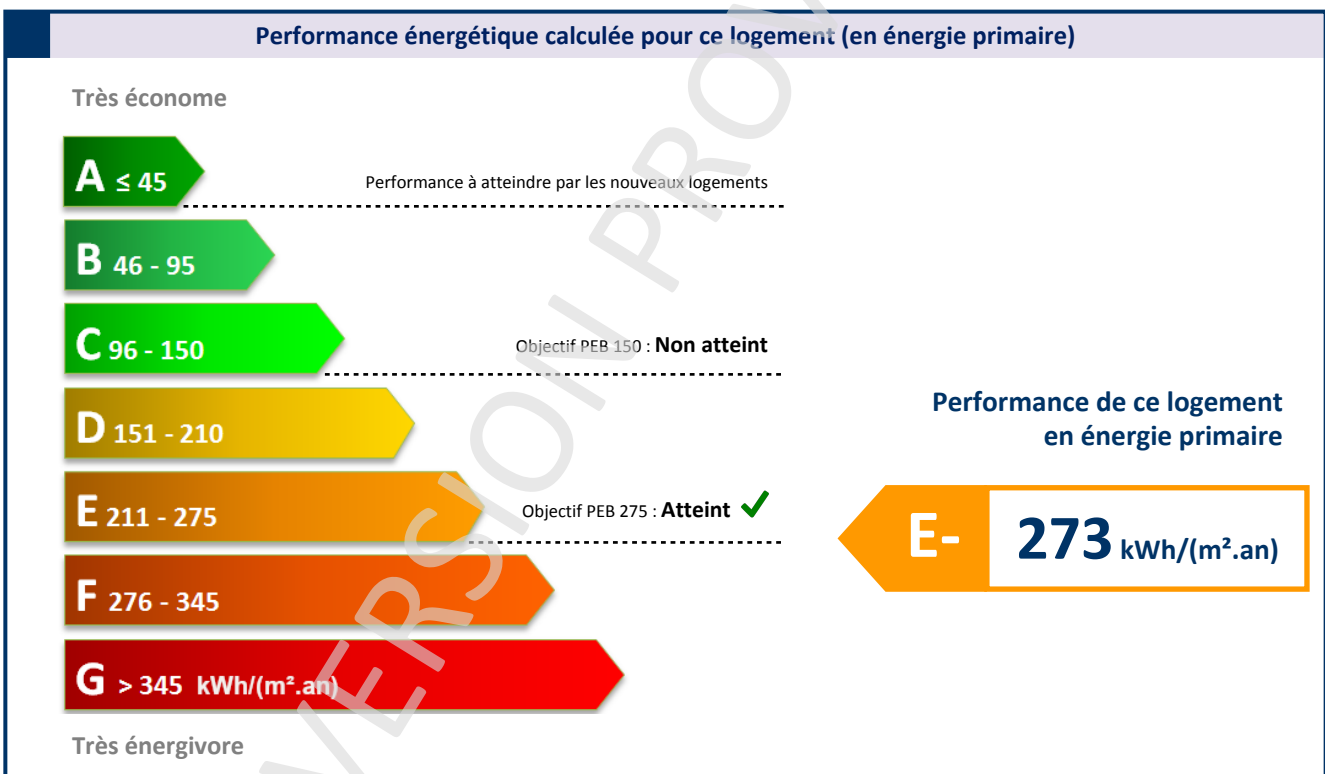 Performance énergétique calculée pour ce logement (en énergie primaire)
Très économe
A ≤ 45
Performance à atteindre par les nouveaux logements
B 46 - 95
C 96 - 150
Objectif PEB 150 : Non atteint
D 151 - 210
Performance de ce logement
en énergie primaire
E 211 - 275
Objectif PEB 275 : Atteint
E- 273 kWh/(m².an)
F 276 - 345
G > 345 kWh/(m².an)
Très énergivore
VERSION PROV